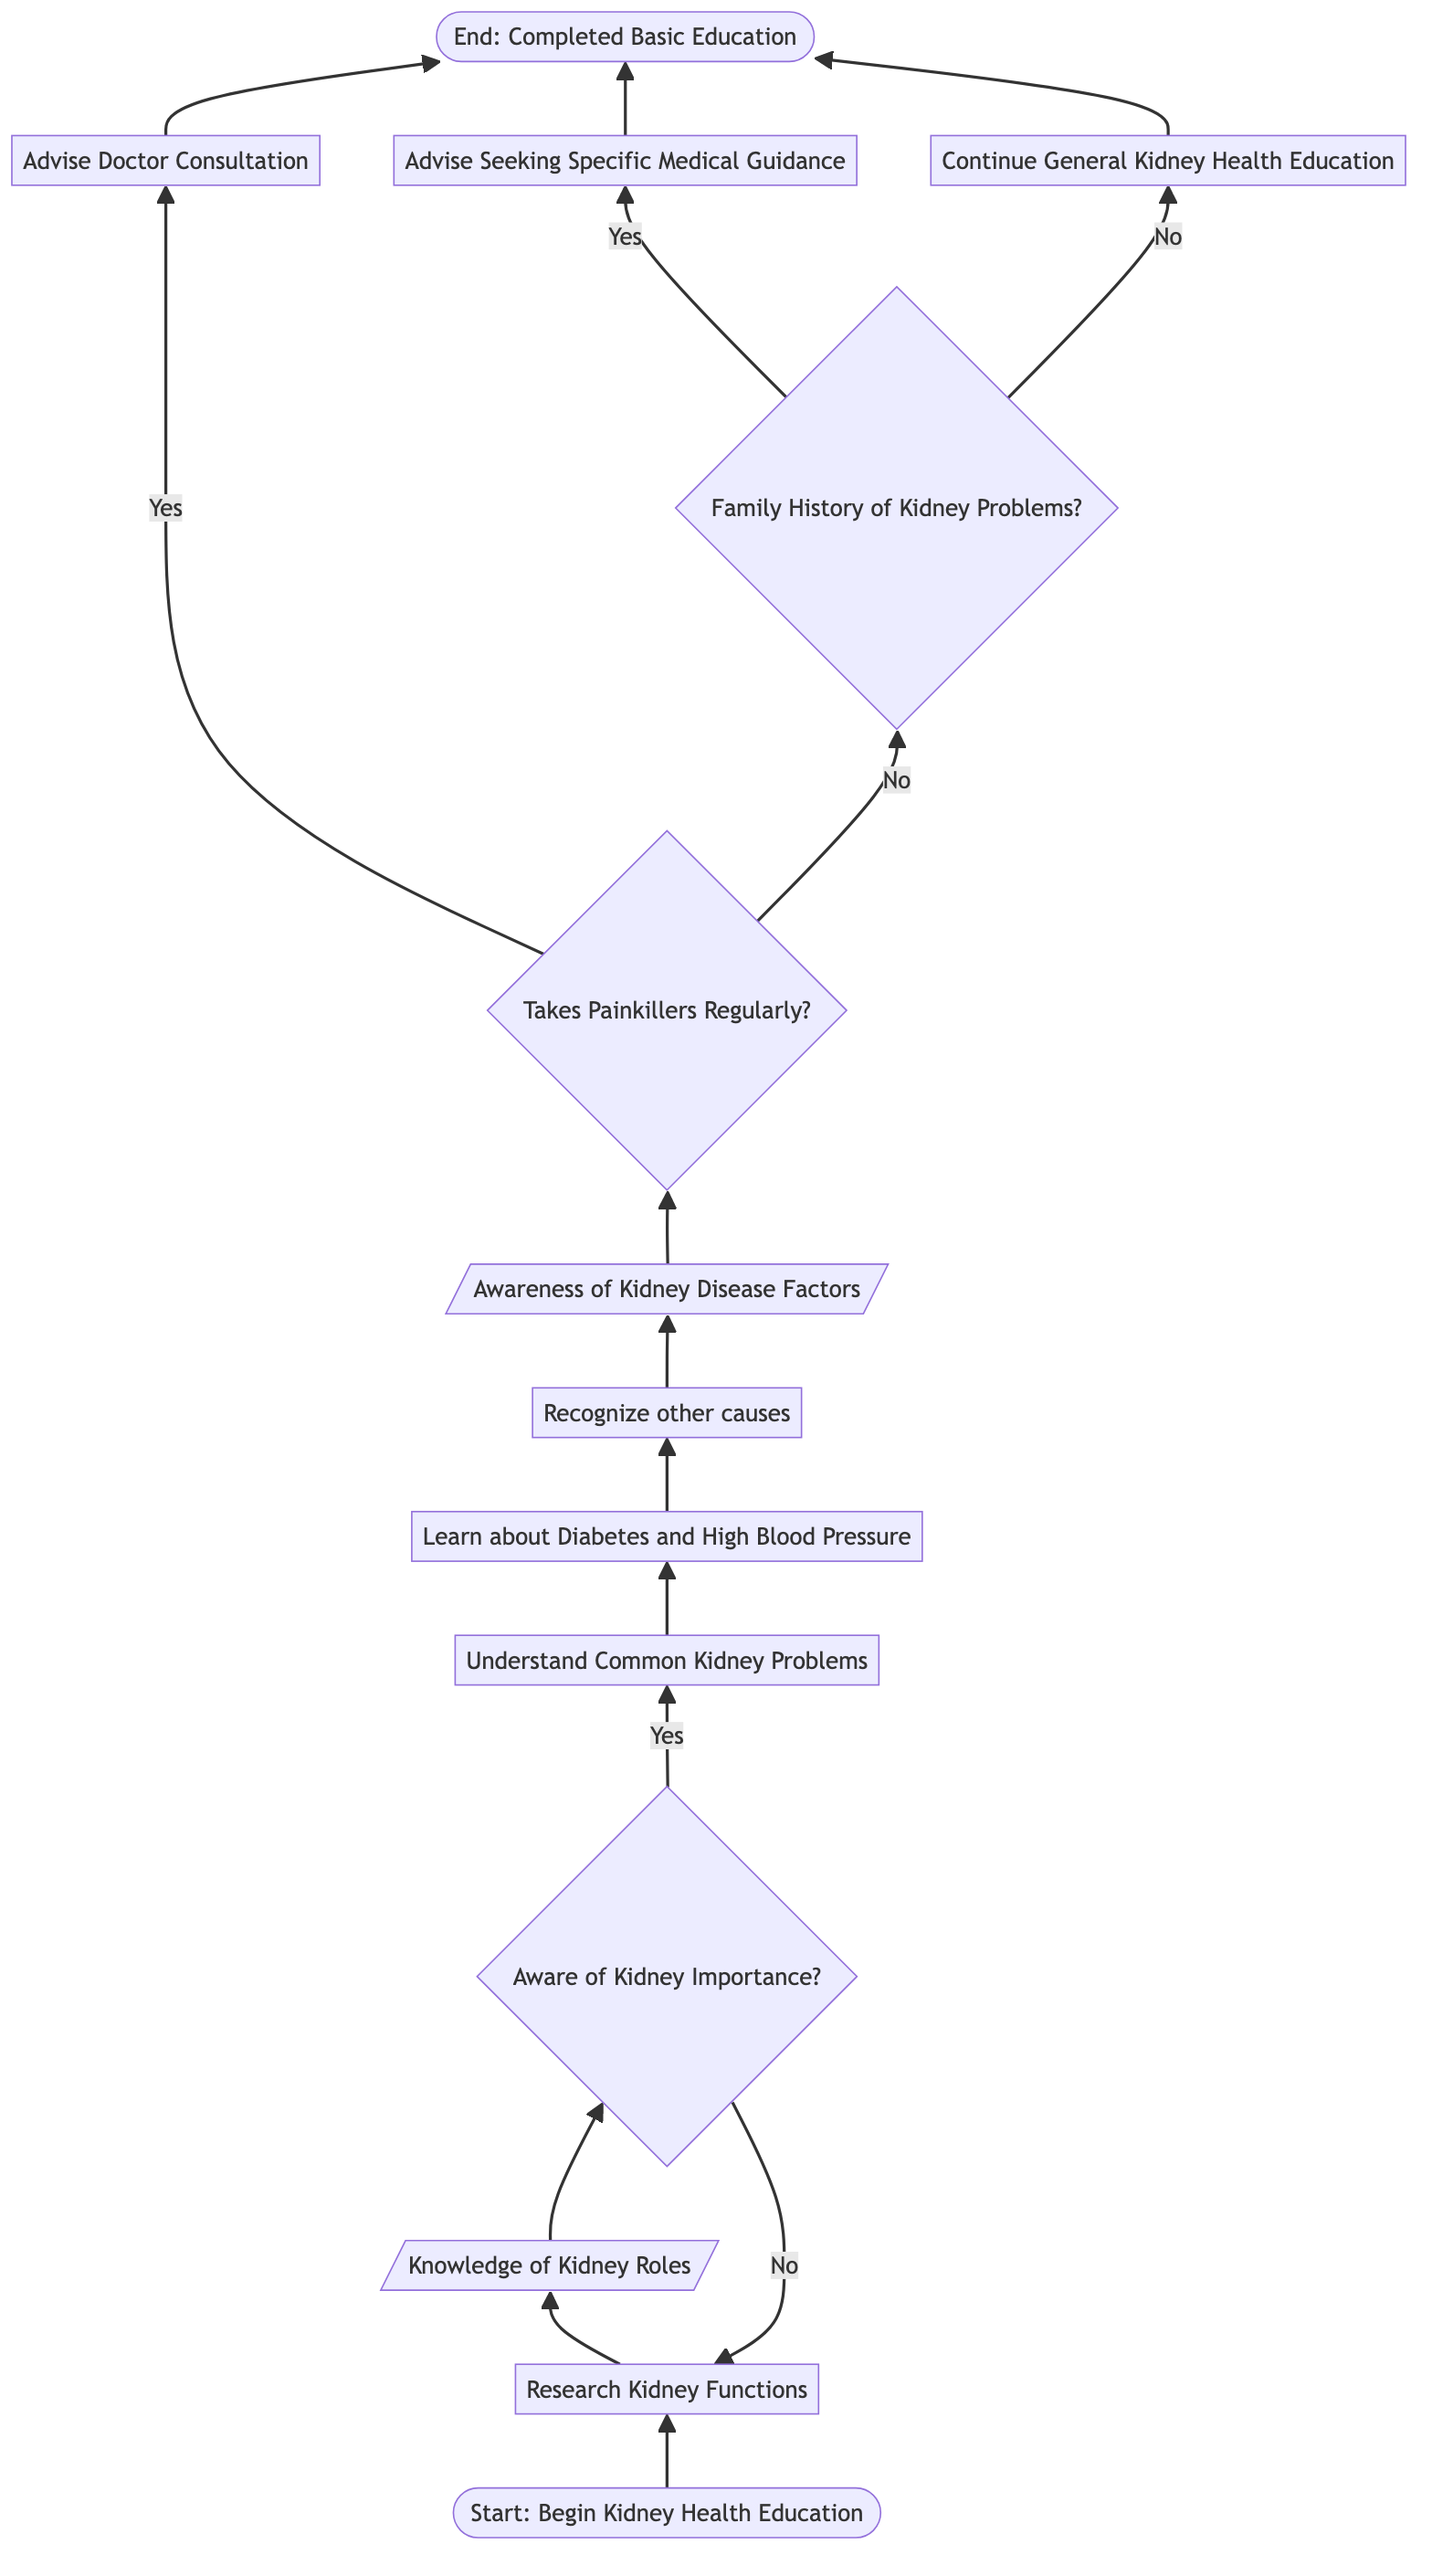 End: Completed Basic Education
Advise Doctor Consultation
Advise Seeking Specific Medical Guidance
Continue General Kidney Health Education
Yes
No
Yes
Family History of Kidney Problems?
No
Takes Painkillers Regularly?
Awareness of Kidney Disease Factors
Recognize other causes
Learn about Diabetes and High Blood Pressure
Understand Common Kidney Problems
Yes
Aware of Kidney Importance?
Knowledge of Kidney Roles
No
Research Kidney Functions
Start: Begin Kidney Health Education